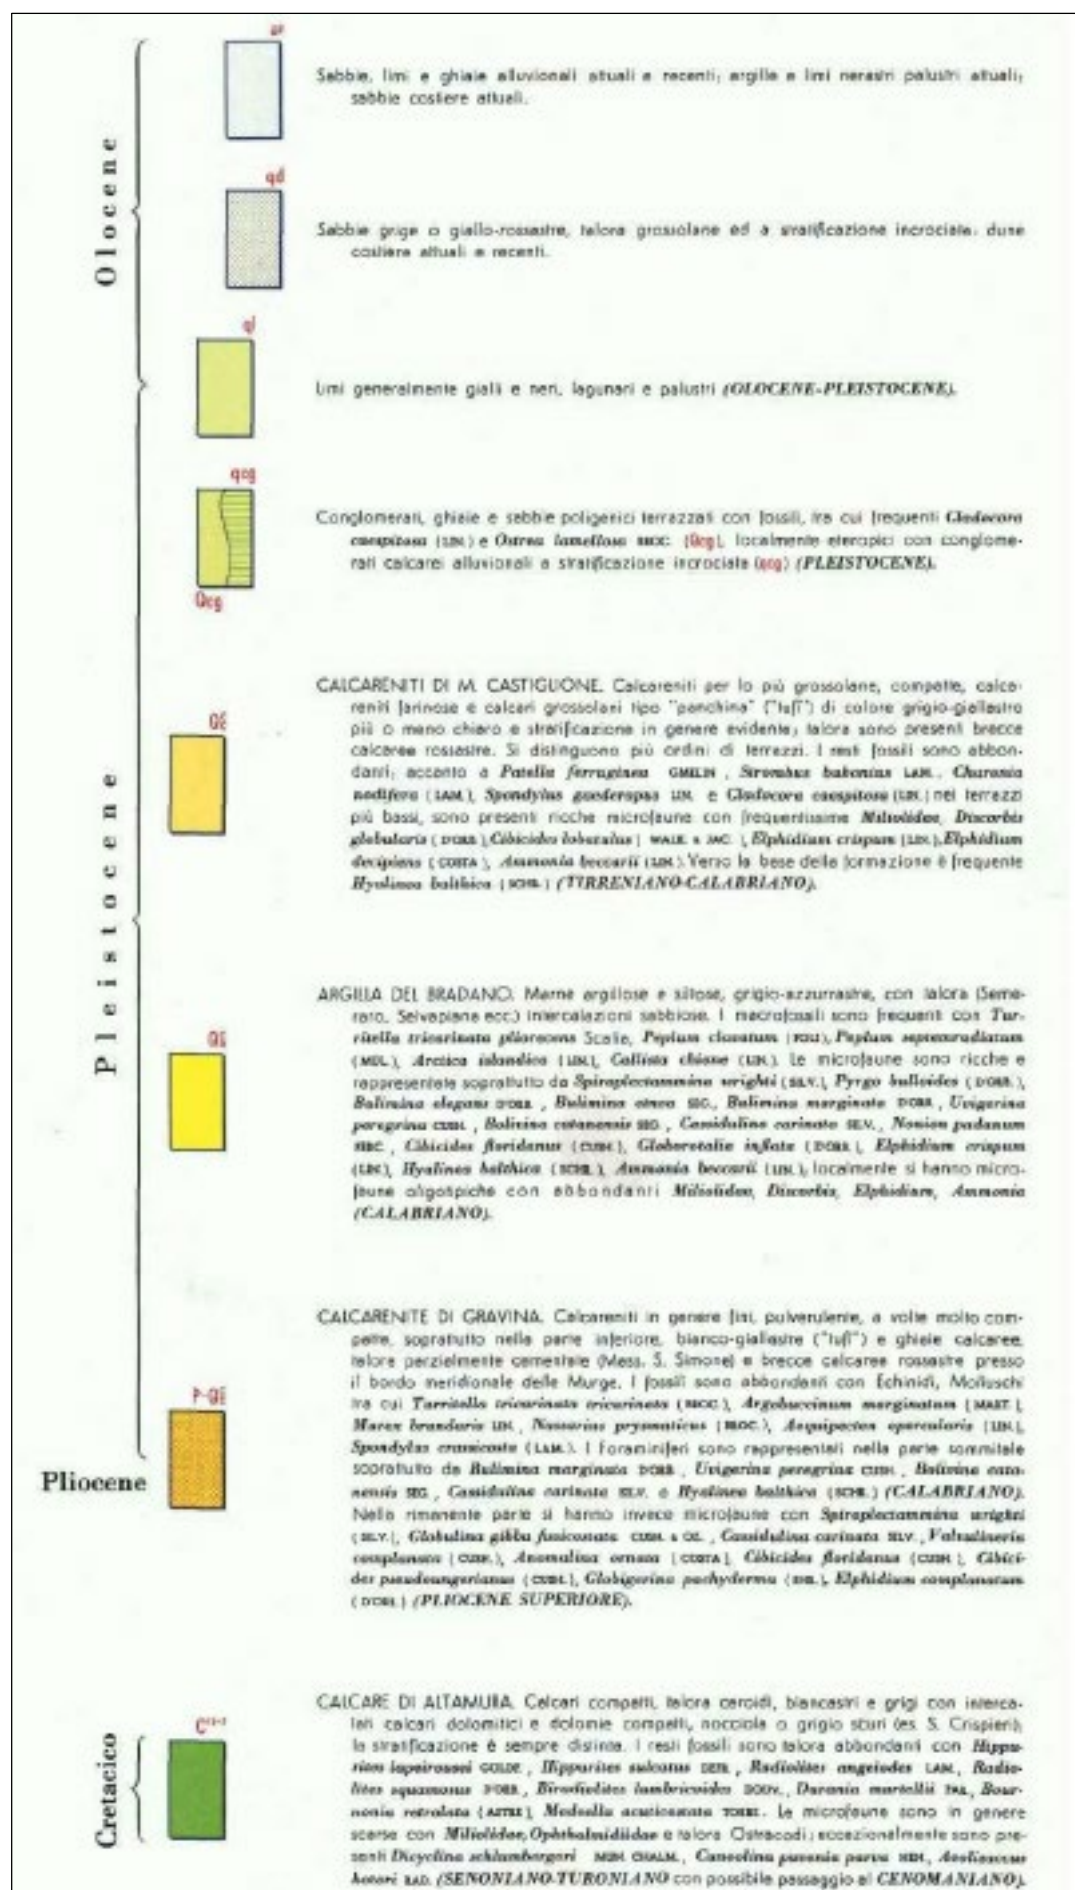 Olocene
qd
Sabbie, limi e ghiaie alluvionali attuali e recenti; argille e limi nerastri palustri attuali;
sabbie costiere attuali.
Sabbie grige o giallo-rossastre, talora grossolane ed a stratificazione incrociata; dune
costiere attuali e recenti.
ql
Limi generalmente gialli e neri, lagunari e palustri (OLOCENE-PLEISTOCENE).
Pleistocene
qcg
Qcg
Conglomerati, ghiaie e sabbie poligenici terrazzati con fossili, tra cui frequenti Cladocora
caespitosa (LIN.) e Ostrea lamellosa BROC. (Qcg), localmente eteropici con conglome-
rati calcarei alluvionali a stratificazione incrociata (qcg) (PLEISTOCENE).
CALCARENITI DI M. CASTIGLIONE. Calcareniti per lo più grossolane, compatte, calca-
reniti farinose e calcari grossolani tipo "panchina" ("tufi") di colore grigio-giallastro
più o meno chiaro e stratificazione in genere evidente; talora sono presenti brecce
calcaree rossastre. Si distinguono più ordini di terrazzi. I resti fossili sono abbon-
danti; accanto a Patella ferruginea GMELIN, Strombus bubonius LAM., Charonia
nodifera (LAM.), Spondylus gaederopus LIN. e Cladocora caespitosa (LIN.) nei terrazzi
più bassi, sono presenti ricche microfaune con frequentissime Miliolidae, Discorbis
globularis (D'ORB.), Cibicides lobatulus (WALK. & JAC.), Elphidium crispum (LIN.), Elphidium
decipiens (COSTA), Ammonia beccarii (LIN.). Verso la base della formazione è frequente
Hyalinea balthica (SCHR.) (TIRRENIANO-CALABRIANO).
ARGILLA DEL BRADANO. Marne argillose e siltose, grigio-azzurrastre, con talora (Seme-
raro, Selvapiana ecc.) intercalazioni sabbiose. I macrofossili sono frequenti con Tur-
ritella tricarinata pliorecens Scalia, Peplum clavatum (POLI), Peplum septemradiatum
(MÜL.), Arctica islandica (LIN.), Callista chione (LIN.). Le microfaune sono ricche e
rappresentate soprattutto da Spiroplectammina wrighti (SILV.), Pyrgo bulloides (D'ORB.),
Bulimina elegans D'ORB., Bulimina etnea SEG., Bulimina marginata D'ORB., Uvigerina
peregrina CUSH., Bolivina catanensis SEG., Cassidulina carinata SILV., Nonion padanum
Cibicides floridanus (CUSH.), Globorotalia inflata (D'ORB.), Elphidium crispum
(LIN.), Hyalinea balthica (SCHR.), Ammonia beccarii (LIN.), localmente si hanno micro-
faune oligotipiche con abbondanti Miliolidae, Discorbis, Elphidium, Ammonia
(CALABRIANO).
Pliocene
CALCARENITE DI GRAVINA. Calcareniti in genere fini, pulverulente, a volte molto com-
patte, soprattutto nella parte inferiore, bianco-giallastre ("tufi") e ghiaie calcaree,
talora parzialmente cementate (Mass. S. Simone) e brecce calcaree rossastre presso
il bordo meridionale delle Murge. I fossili sono abbondanti con Echinidi, Molluschi
tra cui Turritella tricarinata tricarinata (BROC.), Argobuccinum marginatum (MART.),
Murex brandaris LIN., Nassarius prysmaticus (BROC.), Aequipecten opercularis (LIN.),
Spondylus crassicosta (LAM.). I Foraminiferi sono rappresentati nella parte sommitale
soprattutto da Bulimina marginata D'ORB., Uvigerina peregrina CUSH., Bolivina cata-
nensis SEG., Cassidulina carinata SILV. e Hyalinea balthica (SCHR.) (CALABRIANO).
Nella rimanente parte si hanno invece microfaune con Spiroplectammina wrighti
(SILV.), Globulina gibba fissicostata CUSH. & OZ., Cassidulina carinata SILV., Valvulineria
complanata (CUSH.), Anomalina ornata (COSTA), Cibicides floridanus (CUSH.), Cibici-
des pseudoungerianus (CUSH.), Globigerina pachyderma (EHR.), Elphidium complanatum
(D'ORB.) (PLIOCENE SUPERIORE).
Cretacico
CALCARE DI ALTAMURA. Calcari compatti, talora ceroidi, biancastri e grigi con interca-
lati calcari dolomitici e dolomie compatti, nocciola o grigio scuri (es. S. Crispieri);
la stratificazione è sempre distinta. I resti fossili sono talora abbondanti con Hippu-
rites lapeirousei GOLDF., Hippurites sulcatus DEFR., Radiolites angeiodes LAM., Radio-
lites squamosus D'ORB., Biradiolites lumbricoides DOUV., Durania martellii PAR., Bour-
nonia retrolata (ASTRE), Medeella acuticostata TORRE. Le microfaune sono in genere
scarse con Miliolidae, Ophthalmidiidae e talora Ostracodi; eccezionalmente sono pre-
senti Dicyclina schlumbergeri MUN. CHALM., Cuneolina pavonia parva HEN., Aeolisaccus
kotori RAD. (SENONIANO-TURONIANO con possibile passaggio al CENOMANIANO).